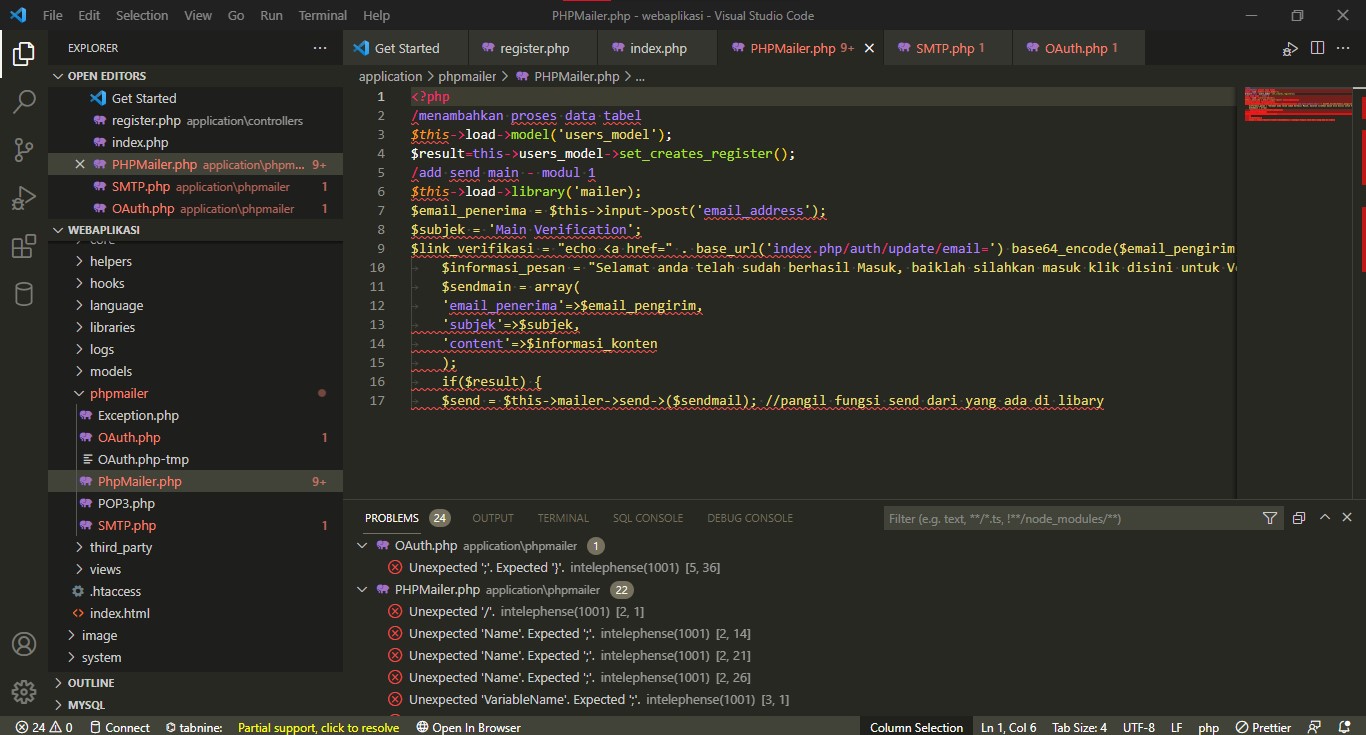 File Edit Selection View Go Run Terminal Help
PHPMailer.php - webaplikasi - Visual Studio Code
EXPLORER
OPEN EDITORS
Get Started
register.php application\controllers
index.php
PHPMailer.php application\phpm... 9+
SMTP.php application\phpmailer 1
OAuth.php application\phpmailer 1
WEBAPLIKASI
core
helpers
hooks
language
libraries
logs
models
phpmailer
Exception.php
OAuth.php 1
OAuth.php-tmp
PhpMailer.php 9+
POP3.php
SMTP.php 1
third_party
views
.htaccess
index.html
image
system
OUTLINE
MYSQL
Get Started register.php index.php PHPMailer.php 9+ SMTP.php 1 OAuth.php 1
application > phpmailer > PHPMailer.php > ...
1 <?php
2 /menambahkan proses data tabel
3 $this->load->model('users_model');
4 $result=this->users_model->set_creates_register();
5 /add send main -- modul 1
6 $this->load->library('mailer);
7 $email_penerima = $this->input->post('email_address');
8 $subjek = 'Main Verification';
9 $link_verifikasi = "echo <a href=" . base_url('index.php/auth/update/email=') base64_encode($email_pengirim
10 $informasi_pesan = "Selamat anda telah sudah berhasil Masuk, baiklah silahkan masuk klik disini untuk Ve
11 $sendmain = array(
12 'email_penerima'=>$email_pengirim,
13 'subjek'=>$subjek,
14 'content'=>$informasi_konten
15 );
16 if($result) {
17 $send = $this->mailer->send->($sendmail); //pangil fungsi send dari yang ada di libary
PROBLEMS 24 OUTPUT TERMINAL SQL CONSOLE DEBUG CONSOLE
Filter (e.g. text, **/*.ts, !**/node_modules/**)
OAuth.php application\phpmailer 1
Unexpected ';'. Expected '}'. intelephense(1001) [5, 36]
PHPMailer.php application\phpmailer 22
Unexpected '/'. intelephense(1001) [2, 1]
Unexpected 'Name'. Expected ';'. intelephense(1001) [2, 14]
Unexpected 'Name'. Expected ';'. intelephense(1001) [2, 21]
Unexpected 'Name'. Expected ';'. intelephense(1001) [2, 26]
Unexpected 'VariableName'. Expected ';'. intelephense(1001) [3, 1]
24 0 Connect tabnine: Partial support, click to resolve Open In Browser Column Selection Ln 1, Col 6 Tab Size: 4 UTF-8 LF php Prettier